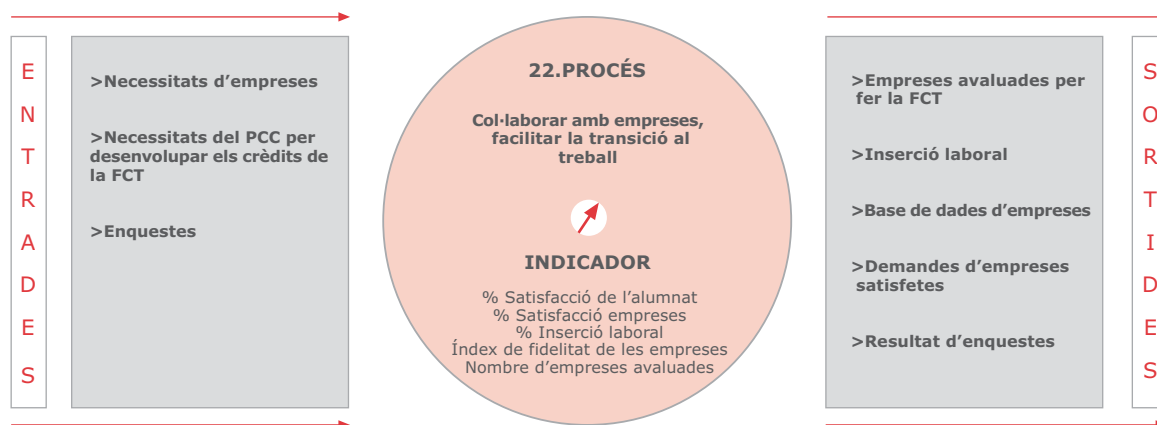 E
N
T
R
A
D
E
S
>Necessitats d’empreses
>Necessitats del PCC per
desenvolupar els crèdits de
la FCT
>Enquestes
22.PROCÉS
Col·laborar amb empreses,
facilitar la transició al
treball
INDICADOR
% Satisfacció de l’alumnat
% Satisfacció empreses
% Inserció laboral
Índex de fidelitat de les empreses
Nombre d’empreses avaluades
>Empreses avaluades per
fer la FCT
>Inserció laboral
>Base de dades d’empreses
>Demandes d’empreses
satisfetes
>Resultat d’enquestes
S
O
R
T
I
D
E
S